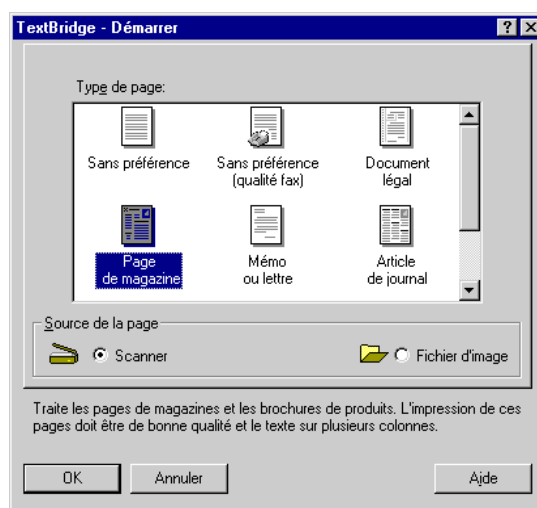 TextBridge - Démarrer
Type de page:
Sans préférence
Sans préférence
(qualité fax)
Document
légal
Page
de magazine
Mémo
ou lettre
Article
de journal
Source de la page
Scanner
Fichier d'image
Traite les pages de magazines et les brochures de produits. L'impression de ces
pages doit être de bonne qualité et le texte sur plusieurs colonnes.
OK
Annuler
Aide